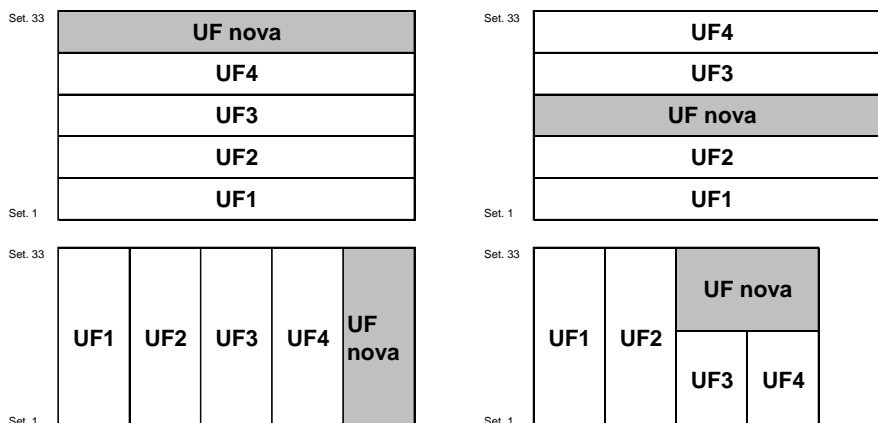 Set. 33
UF nova
UF4
UF3
UF2
UF1
Set. 1
Set. 33
UF4
UF3
UF nova
UF2
UF1
Set. 1
Set. 33
UF1 UF2 UF3 UF4 UF
nova
Set. 1
Set. 33
UF nova
UF1 UF2
UF3 UF4
Set. 1